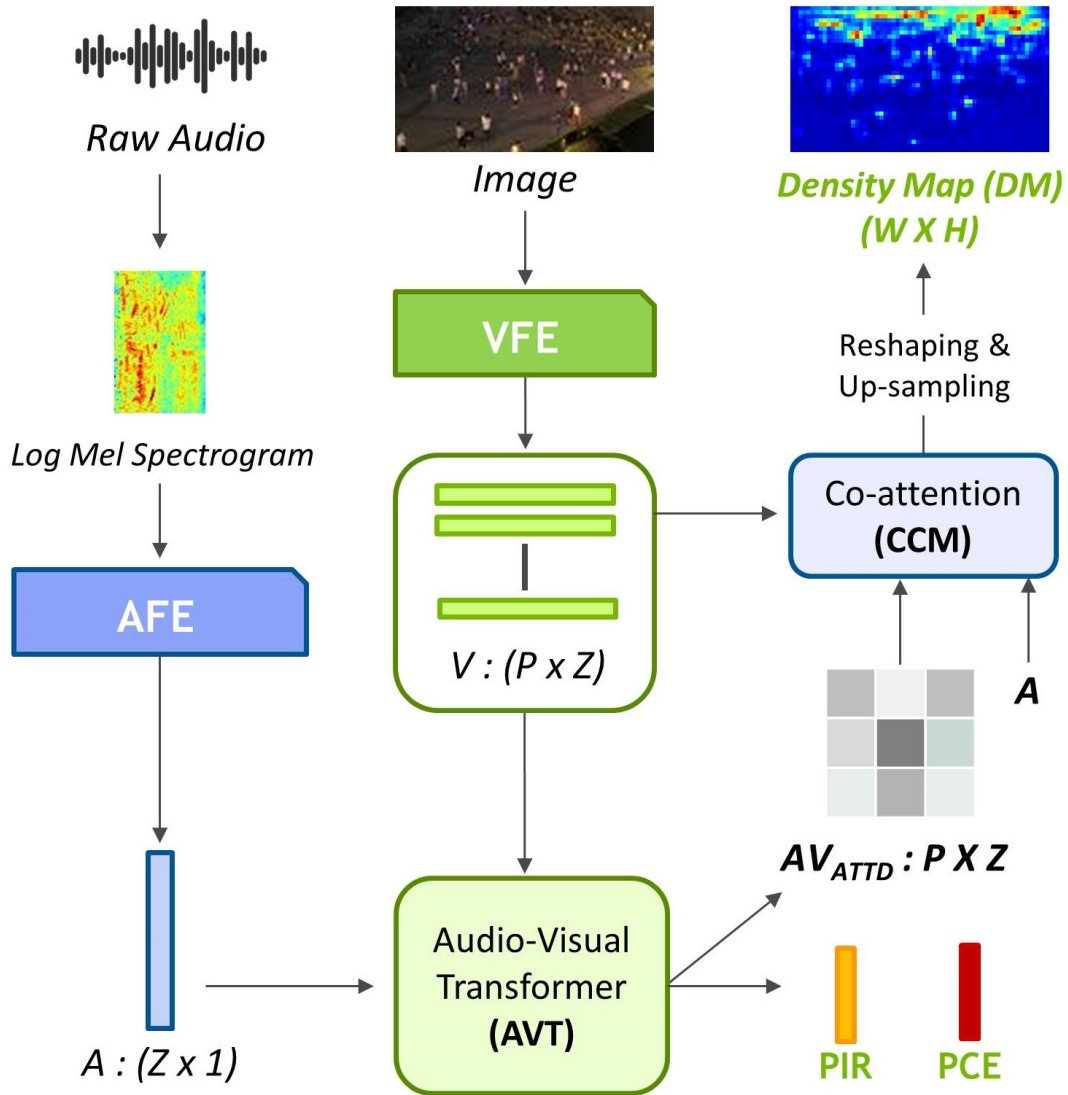 Raw Audio
Image
Density Map (DM)
(W X H)
VFE
Reshaping &
Up-sampling
Log Mel Spectrogram
Co-attention
(CCM)
AFE
V : (P x Z)
A
AV_ATTD : P X Z
Audio-Visual
Transformer
(AVT)
A : (Z x 1)
PIR
PCE